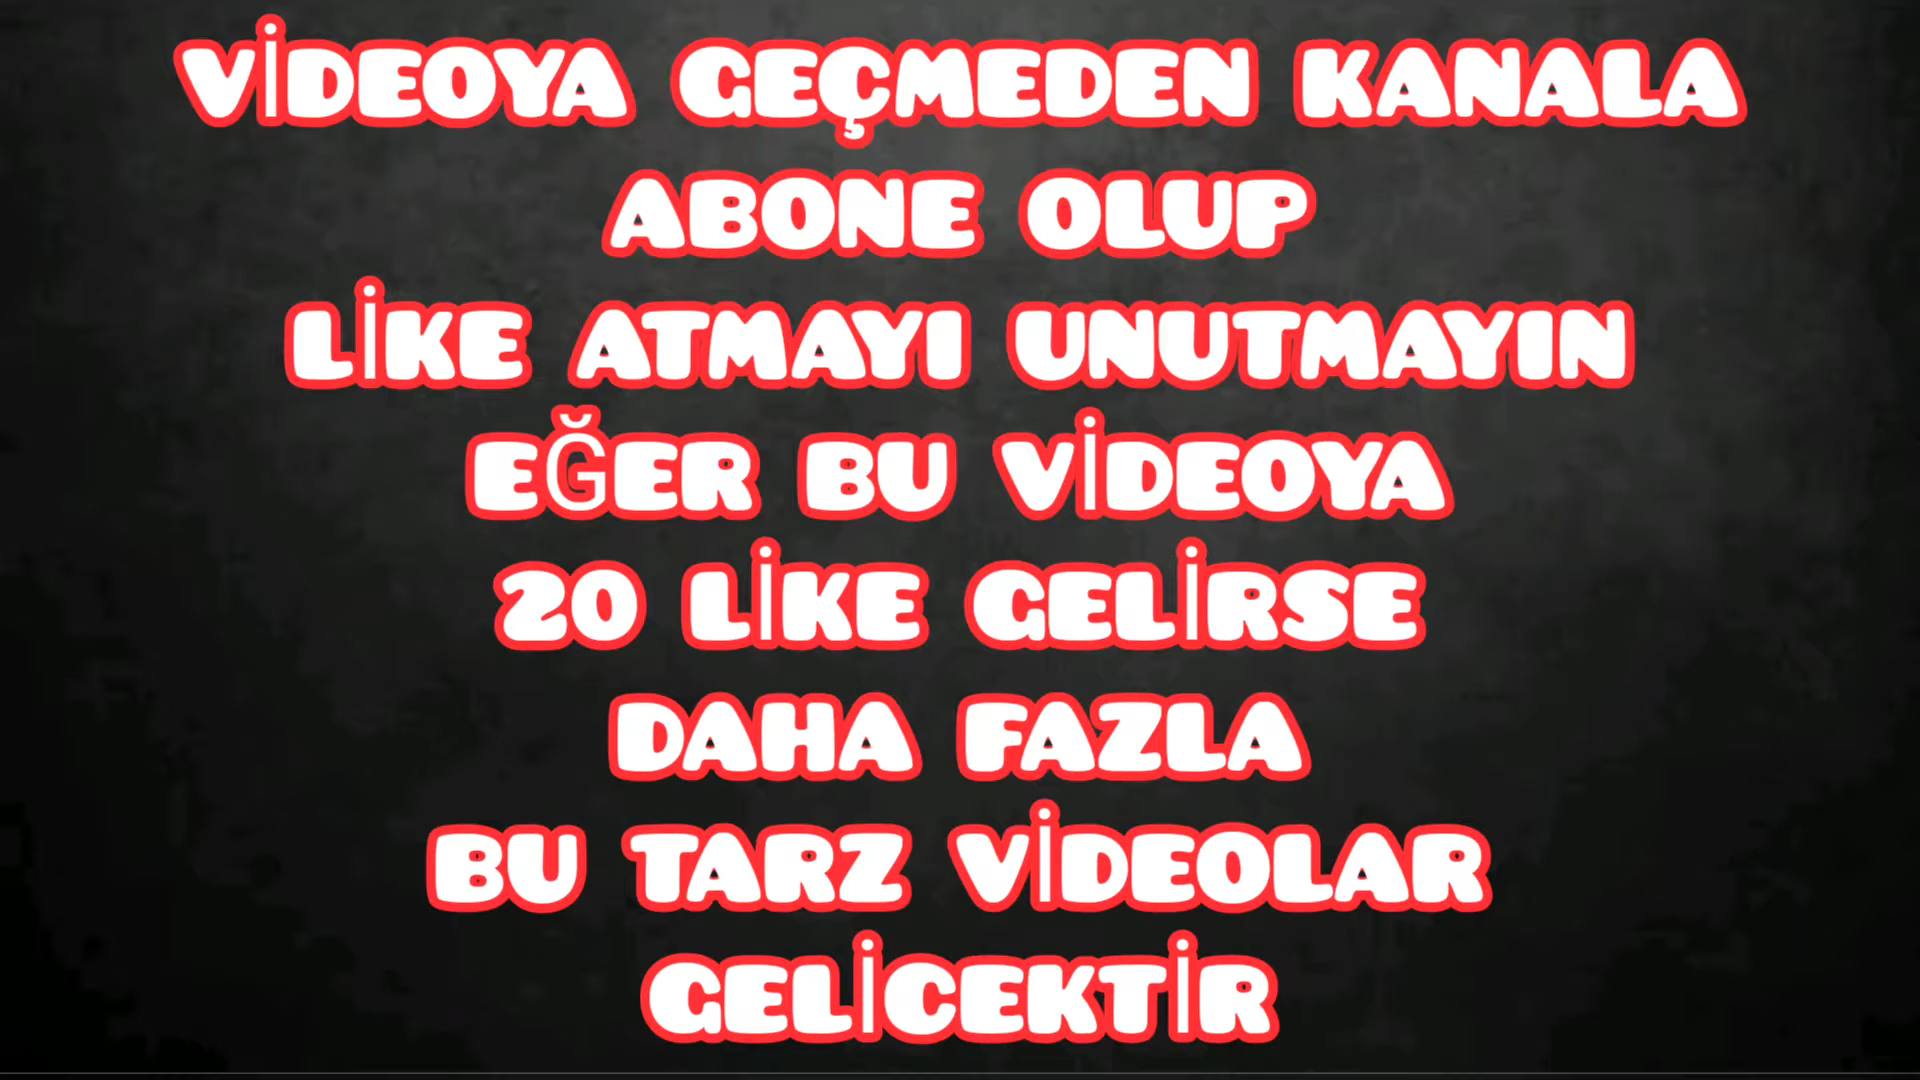 VİDEOYA GEÇMEDEN KANALA
ABONE OLUP
LİKE ATMAYI UNUTMAYIN
EĞER BU VİDEOYA
20 LİKE GELİRSE
DAHA FAZLA
BU TARZ VİDEOLAR
GELİCEKTİR